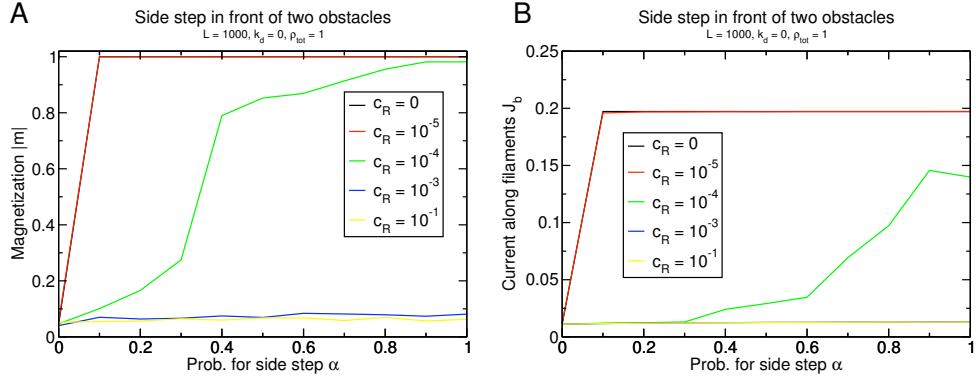 A
Side step in front of two obstacles
L = 1000, k_d = 0, ρ_tot = 1
Magnetization |m|
1
0.8
0.6
0.4
0.2
0
c_R = 0
c_R = 10^-5
c_R = 10^-4
c_R = 10^-3
c_R = 10^-1
0 0.2 0.4 0.6 0.8 1
Prob. for side step α
B
Side step in front of two obstacles
L = 1000, k_d = 0, ρ_tot = 1
Current along filaments J_b
0.25
0.2
0.15
0.1
0.05
0
c_R = 0
c_R = 10^-5
c_R = 10^-4
c_R = 10^-3
c_R = 10^-1
0 0.2 0.4 0.6 0.8 1
Prob. for side step α